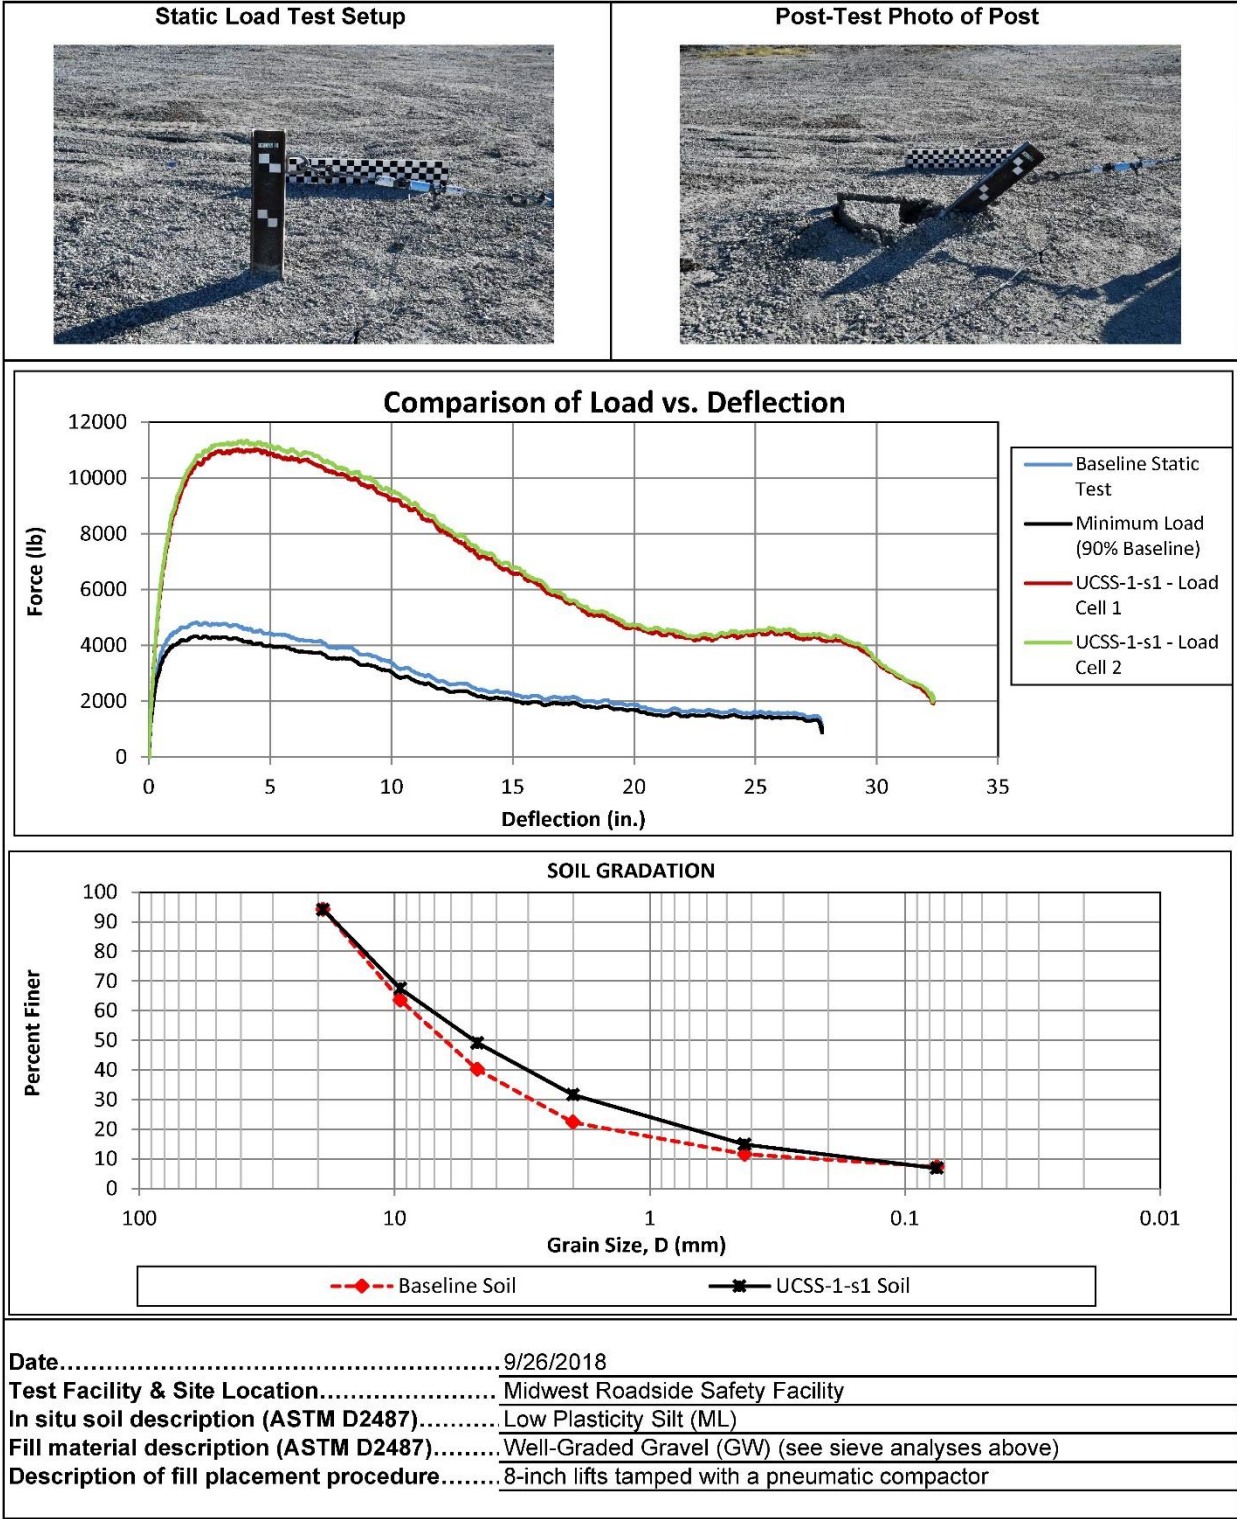 Static Load Test Setup
Post-Test Photo of Post
Comparison of Load vs. Deflection
12000
10000
8000
6000
4000
2000
0
Force (lb)
0 5 10 15 20 25 30 35
Deflection (in.)
Baseline Static
Test
Minimum Load
(90% Baseline)
UCSS-1-s1 - Load
Cell 1
UCSS-1-s1 - Load
Cell 2
SOIL GRADATION
100
90
80
70
60
50
40
30
20
10
0
Percent Finer
100 10 1 0.1 0.01
Grain Size, D (mm)
Baseline Soil UCSS-1-s1 Soil
Date.................................................. 9/26/2018
Test Facility & Site Location....................... Midwest Roadside Safety Facility
In situ soil description (ASTM D2487).......... Low Plasticity Silt (ML)
Fill material description (ASTM D2487)........ Well-Graded Gravel (GW) (see sieve analyses above)
Description of fill placement procedure....... 8-inch lifts tamped with a pneumatic compactor